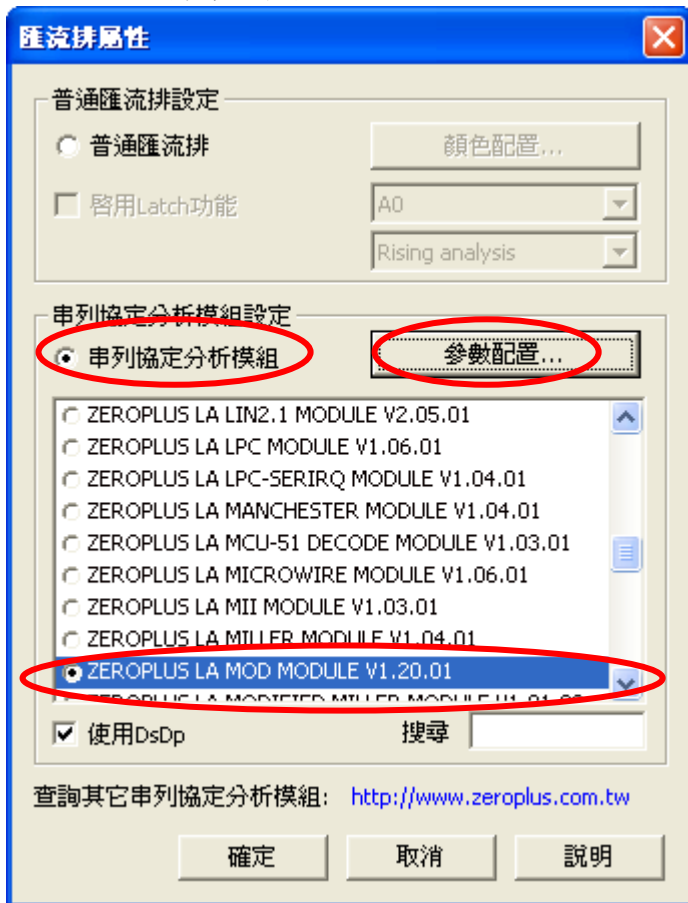 匯流排屬性
普通匯流排設定
普通匯流排
顏色配置...
啓用Latch功能
A0
Rising analysis
串列協定分析模組設定
串列協定分析模組
參數配置...
ZEROPLUS LA LIN2.1 MODULE V2.05.01
ZEROPLUS LA LPC MODULE V1.06.01
ZEROPLUS LA LPC-SERIRQ MODULE V1.04.01
ZEROPLUS LA MANCHESTER MODULE V1.04.01
ZEROPLUS LA MCU-51 DECODE MODULE V1.03.01
ZEROPLUS LA MICROWIRE MODULE V1.06.01
ZEROPLUS LA MII MODULE V1.03.01
ZEROPLUS LA MILLER MODULE V1.04.01
ZEROPLUS LA MOD MODULE V1.20.01
ZEROPLUS LA MODIFIED MILLER MODULE
使用DsDp
搜尋
查詢其它串列協定分析模組: http://www.zeroplus.com.tw
確定
取消
說明